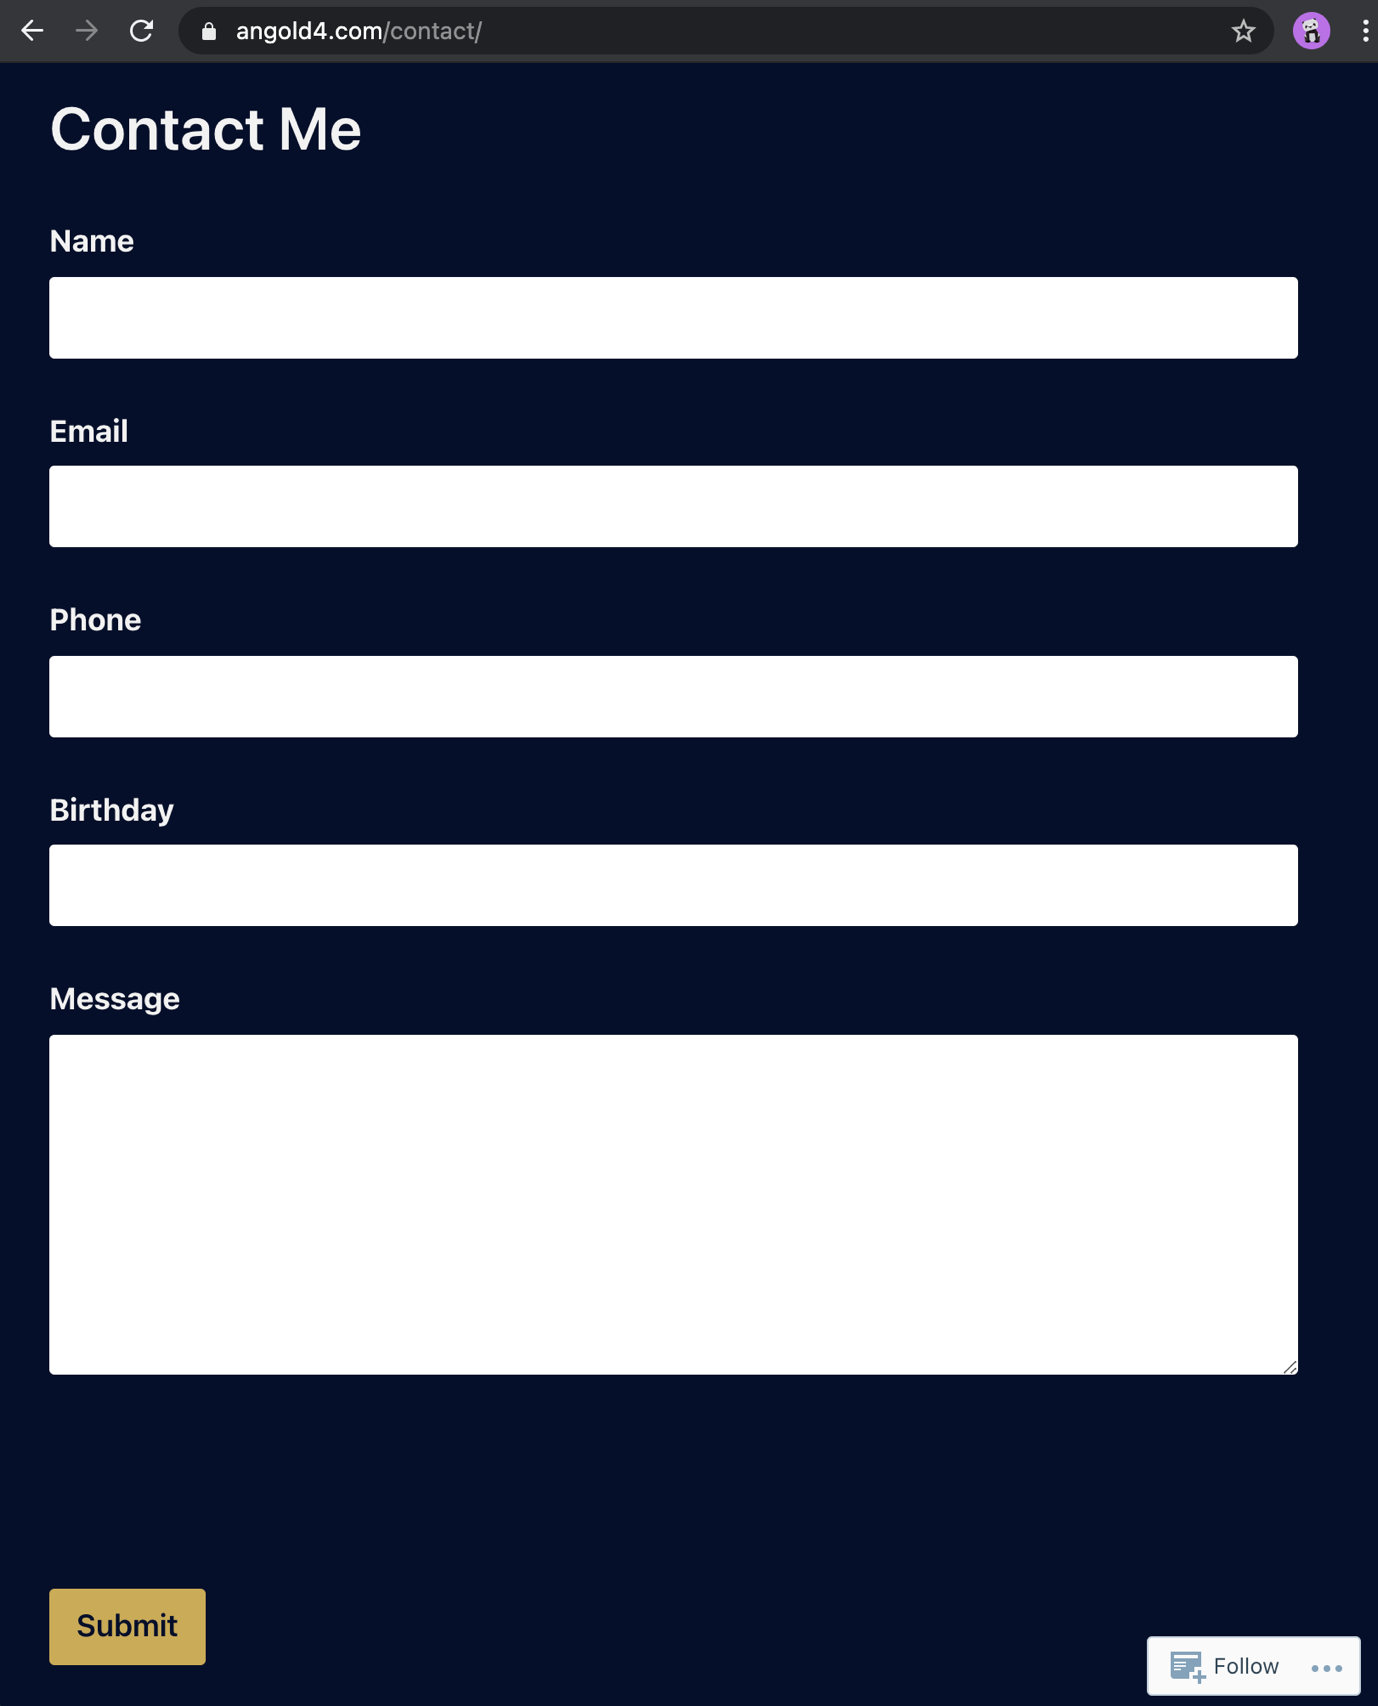 angold4.com/contact/
Contact Me
Name
Email
Phone
Birthday
Message
Submit
Follow